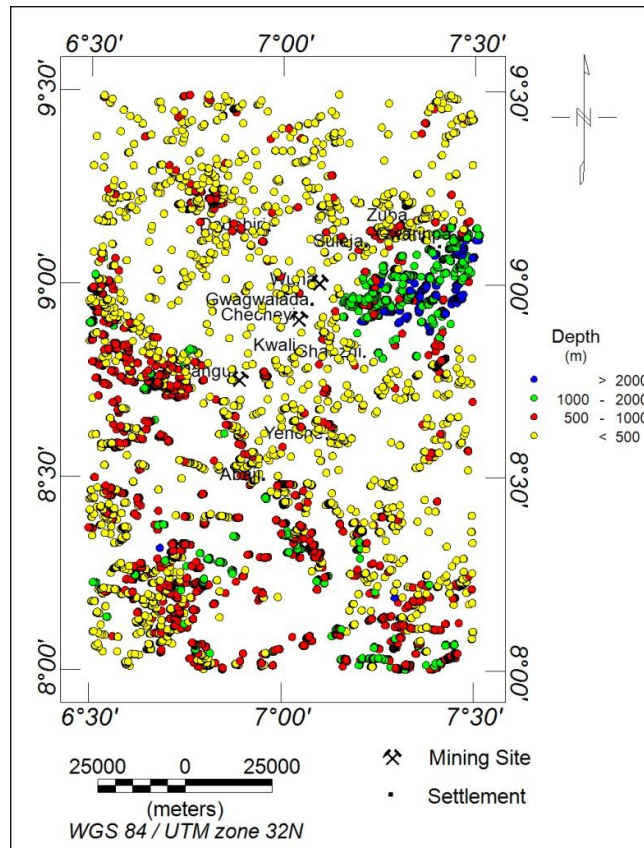 6°30' 7°00' 7°30'
9°30' 9°30'
Zuba
Suleja
9°00' 9°00'
Gwagwalada
Kwali
Depth
(m)
> 2000
1000 - 2000
500 - 1000
< 500
8°30' 8°30'
8°00' 8°00'
6°30' 7°00' 7°30'
25000 0 25000
(meters)
WGS 84 / UTM zone 32N
Mining Site
Settlement
N